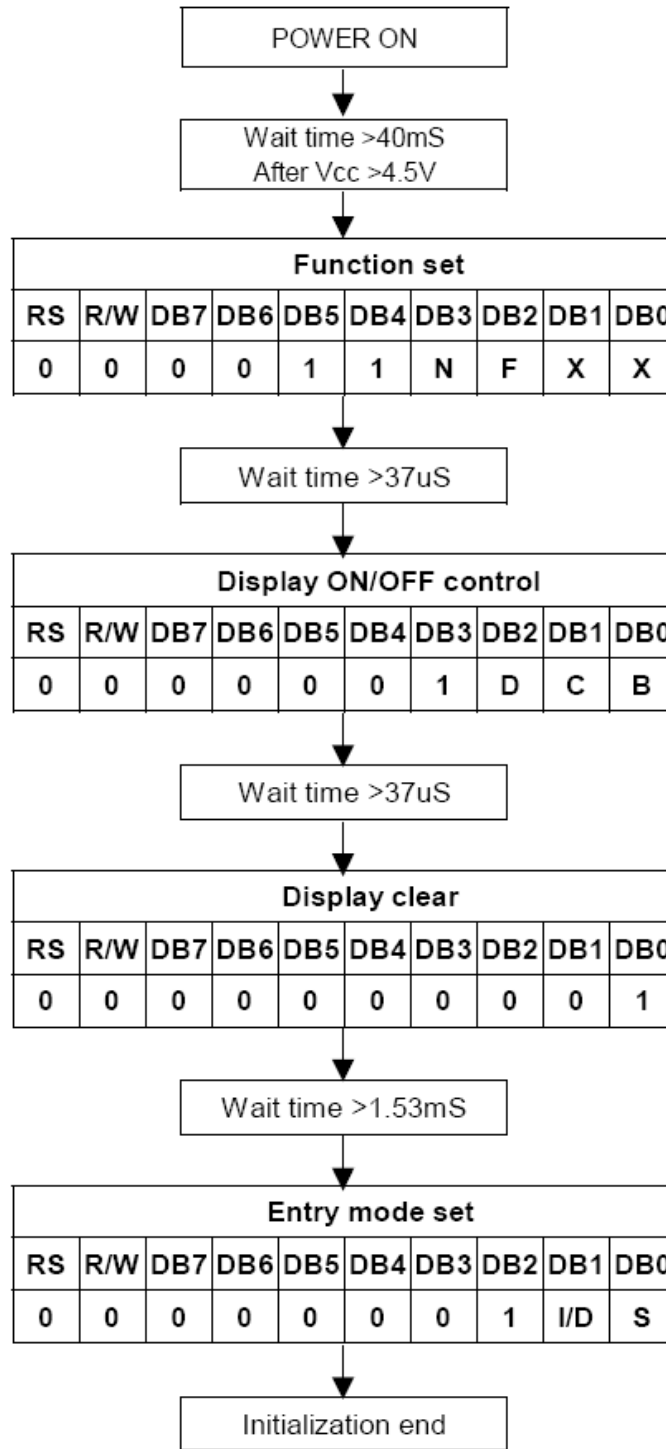 POWER ON
Wait time >40mS
After Vcc >4.5V
Function set
RS R/W DB7 DB6 DB5 DB4 DB3 DB2 DB1 DB0
0 0 0 0 1 1 N F X X
Wait time >37uS
Display ON/OFF control
RS R/W DB7 DB6 DB5 DB4 DB3 DB2 DB1 DB0
0 0 0 0 0 0 1 D C B
Wait time >37uS
Display clear
RS R/W DB7 DB6 DB5 DB4 DB3 DB2 DB1 DB0
0 0 0 0 0 0 0 0 0 1
Wait time >1.53mS
Entry mode set
RS R/W DB7 DB6 DB5 DB4 DB3 DB2 DB1 DB0
0 0 0 0 0 0 0 1 I/D S
Initialization end